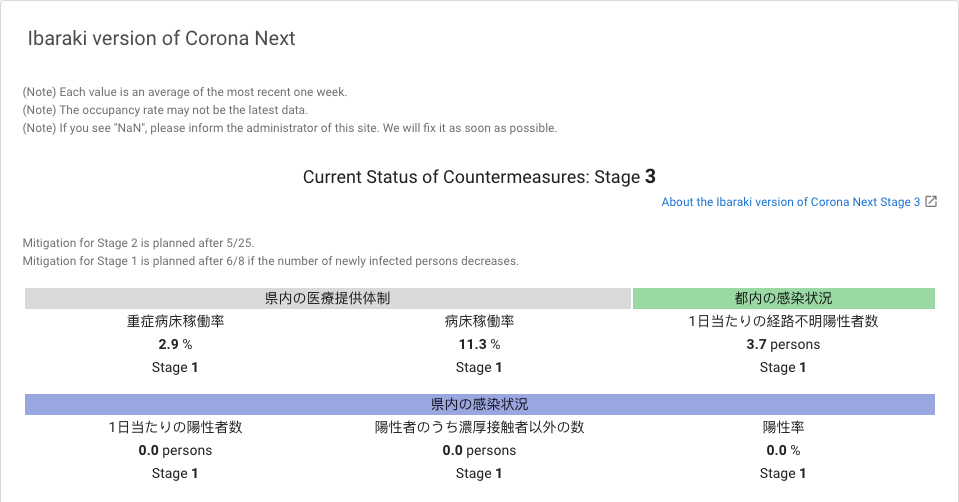 Ibaraki version of Corona Next
(Note) Each value is an average of the most recent one week.
(Note) The occupancy rate may not be the latest data.
(Note) If you see "NaN", please inform the administrator of this site. We will fix it as soon as possible.
Current Status of Countermeasures: Stage 3
About the Ibaraki version of Corona Next Stage 3
Mitigation for Stage 2 is planned after 5/25.
Mitigation for Stage 1 is planned after 6/8 if the number of newly infected persons decreases.
県内の医療提供体制 都内の感染状況
重症病床稼働率 病床稼働率 1日当たりの経路不明陽性者数
2.9 % 11.3 % 3.7 persons
Stage 1 Stage 1 Stage 1
県内の感染状況
1日当たりの陽性者数 陽性者のうち濃厚接触者以外の数 陽性率
0.0 persons 0.0 persons 0.0 %
Stage 1 Stage 1 Stage 1